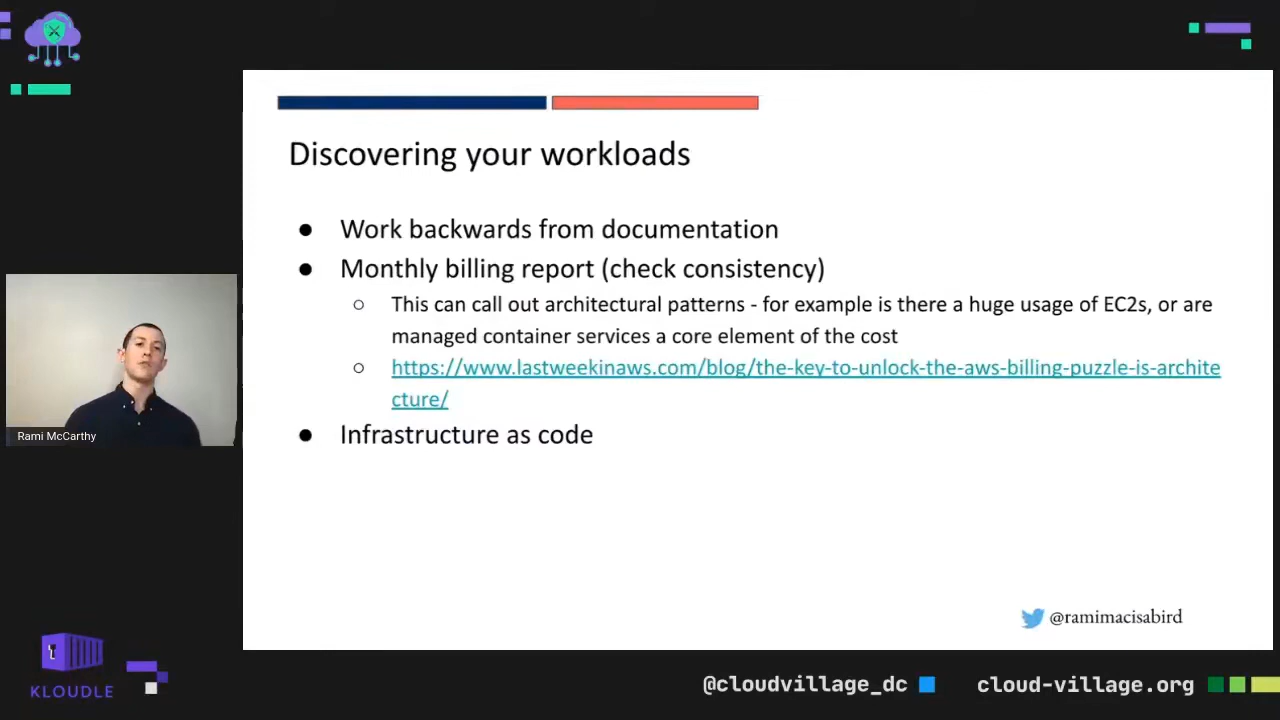 Discovering your workloads
● Work backwards from documentation
● Monthly billing report (check consistency)
○ This can call out architectural patterns - for example is there a huge usage of EC2s, or are
managed container services a core element of the cost
○ https://www.lastweekinaws.com/blog/the-key-to-unlock-the-aws-billing-puzzle-is-archite
cture/
● Infrastructure as code
Rami McCarthy
@ramimacisabird
KLOUDLE
@cloudvillage_dc
cloud-village.org